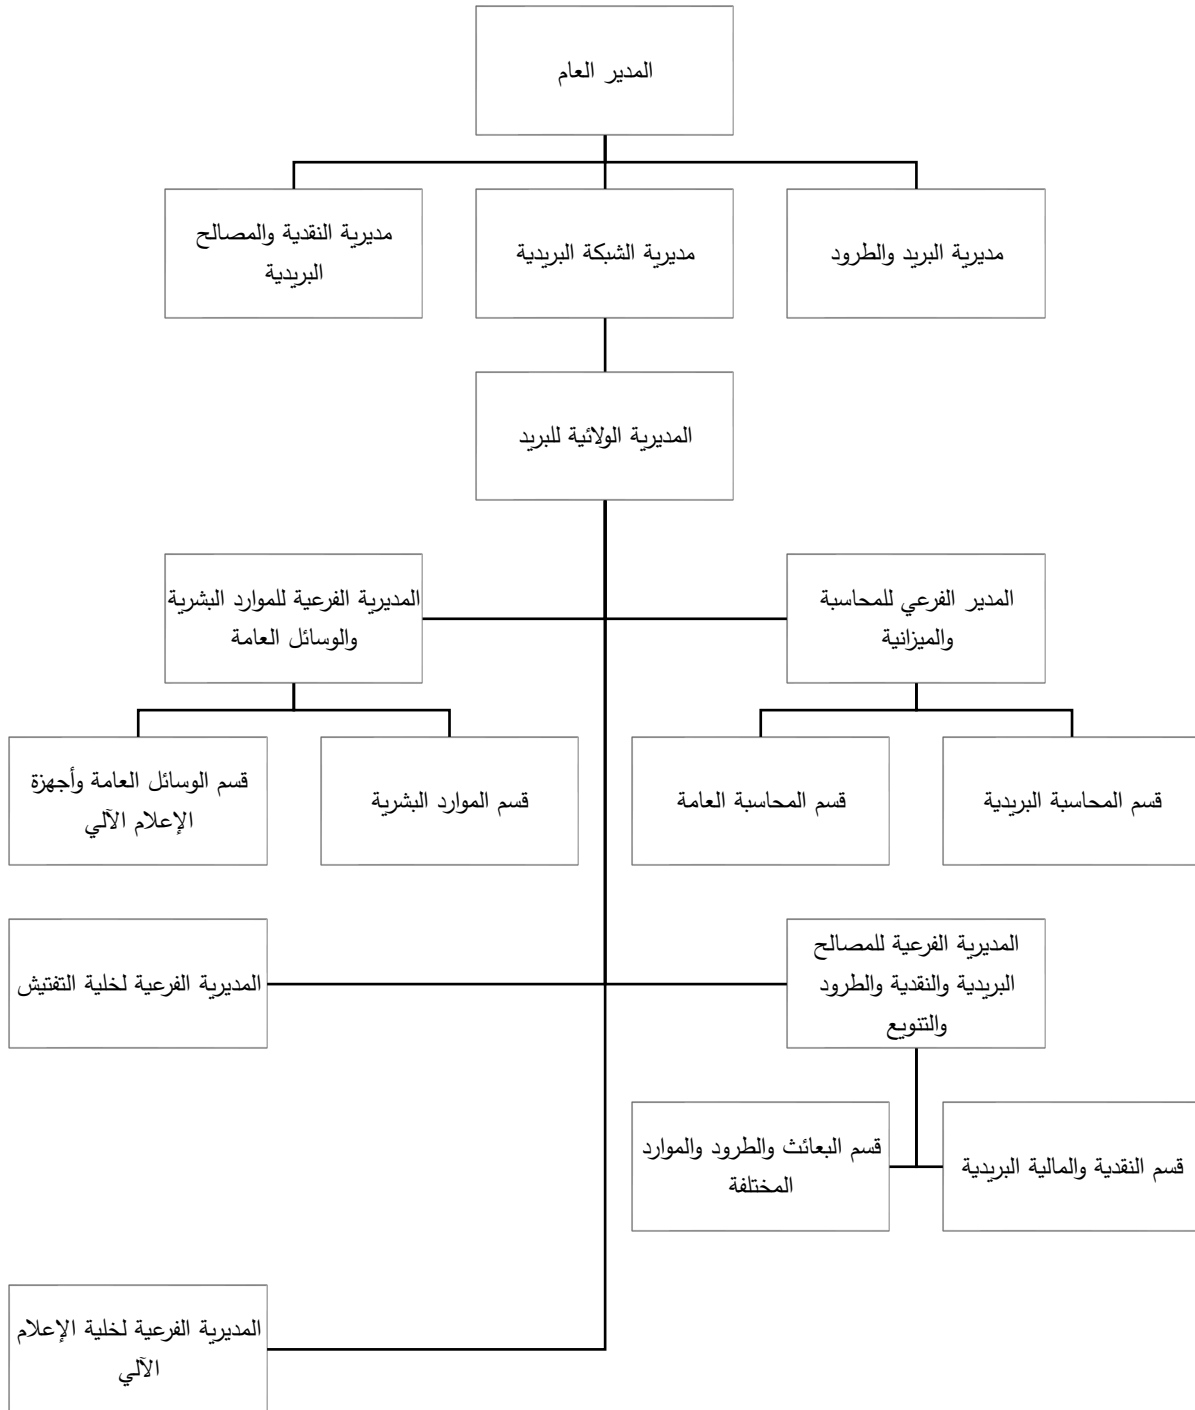 المدير العام
مديرية البريد والطرود
مديرية الشبكة البريدية
مديرية النقدية والمصالح
البريدية
المديرية الولائية للبريد
المدير الفرعي للمحاسبة
والميزانية
المديرية الفرعية للموارد البشرية
والوسائل العامة
قسم المحاسبة البريدية
قسم المحاسبة العامة
قسم الموارد البشرية
قسم الوسائل العامة وأجهزة
الإعلام الآلي
المديرية الفرعية للمصالح
البريدية والنقدية والطرود
والتنويع
المديرية الفرعية لخلية التفتيش
قسم النقدية والمالية البريدية
قسم البعائث والطرود والموارد
المختلفة
المديرية الفرعية لخلية الإعلام
الآلي